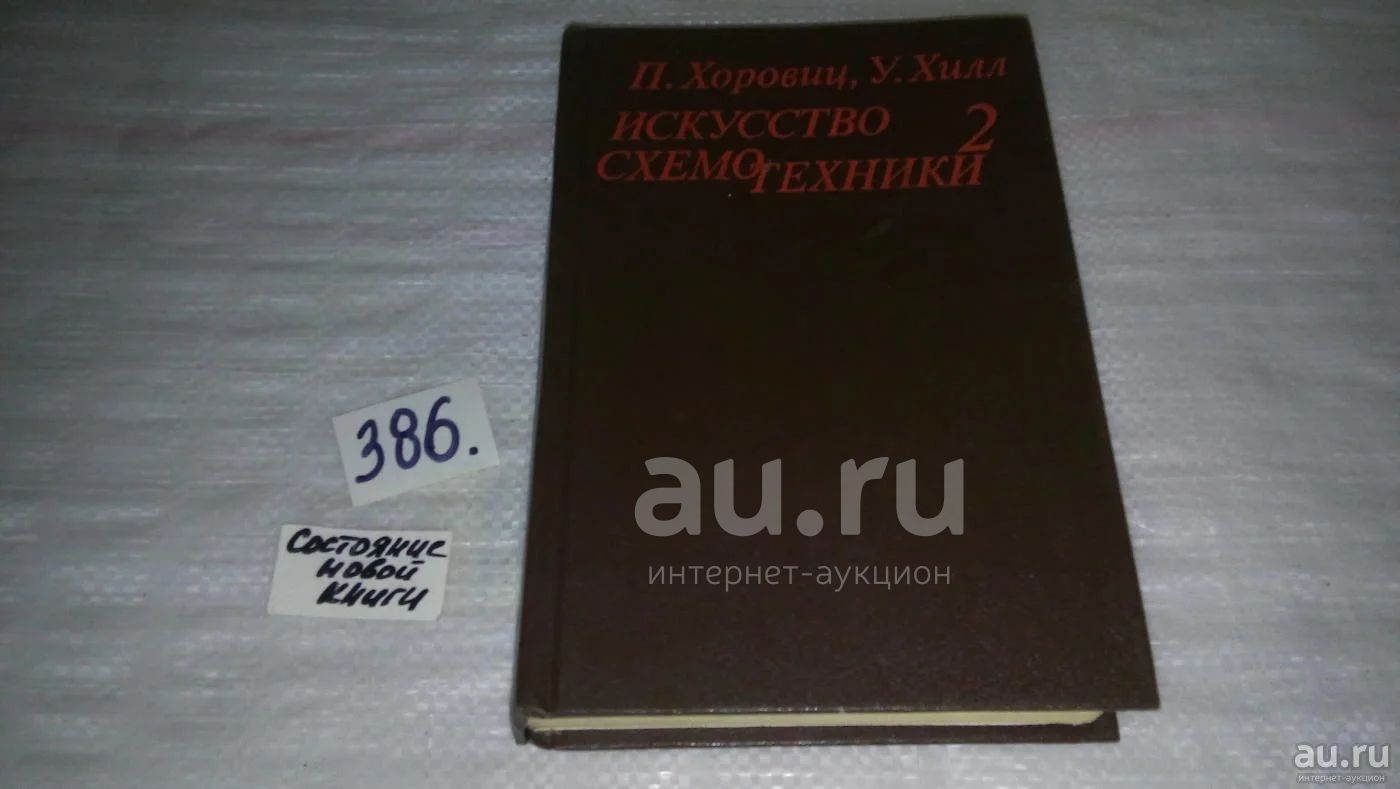 П. Хоровиц, У. Хилл
ИСКУССТВО 2
СХЕМОТЕХНИКИ
386.
Состояние
новой
книги
au.ru
интернет-аукцион
au.ru
интернет-аукцион